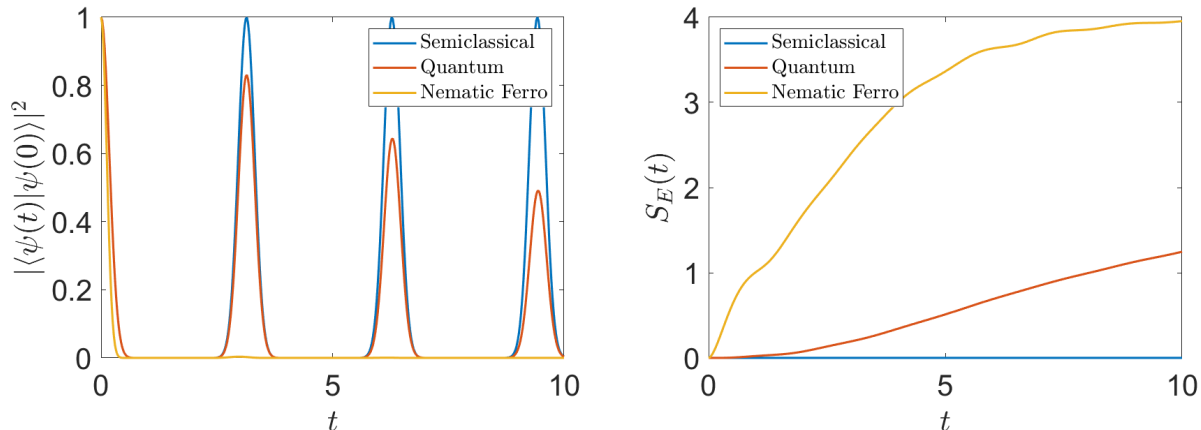 1
0.8
0.6
0.4
0.2
0
0
5
10
t
|⟨ψ(t)|ψ(0)⟩|²
Semiclassical
Quantum
Nematic Ferro
4
3
2
1
0
0
5
10
t
S_E(t)
Semiclassical
Quantum
Nematic Ferro